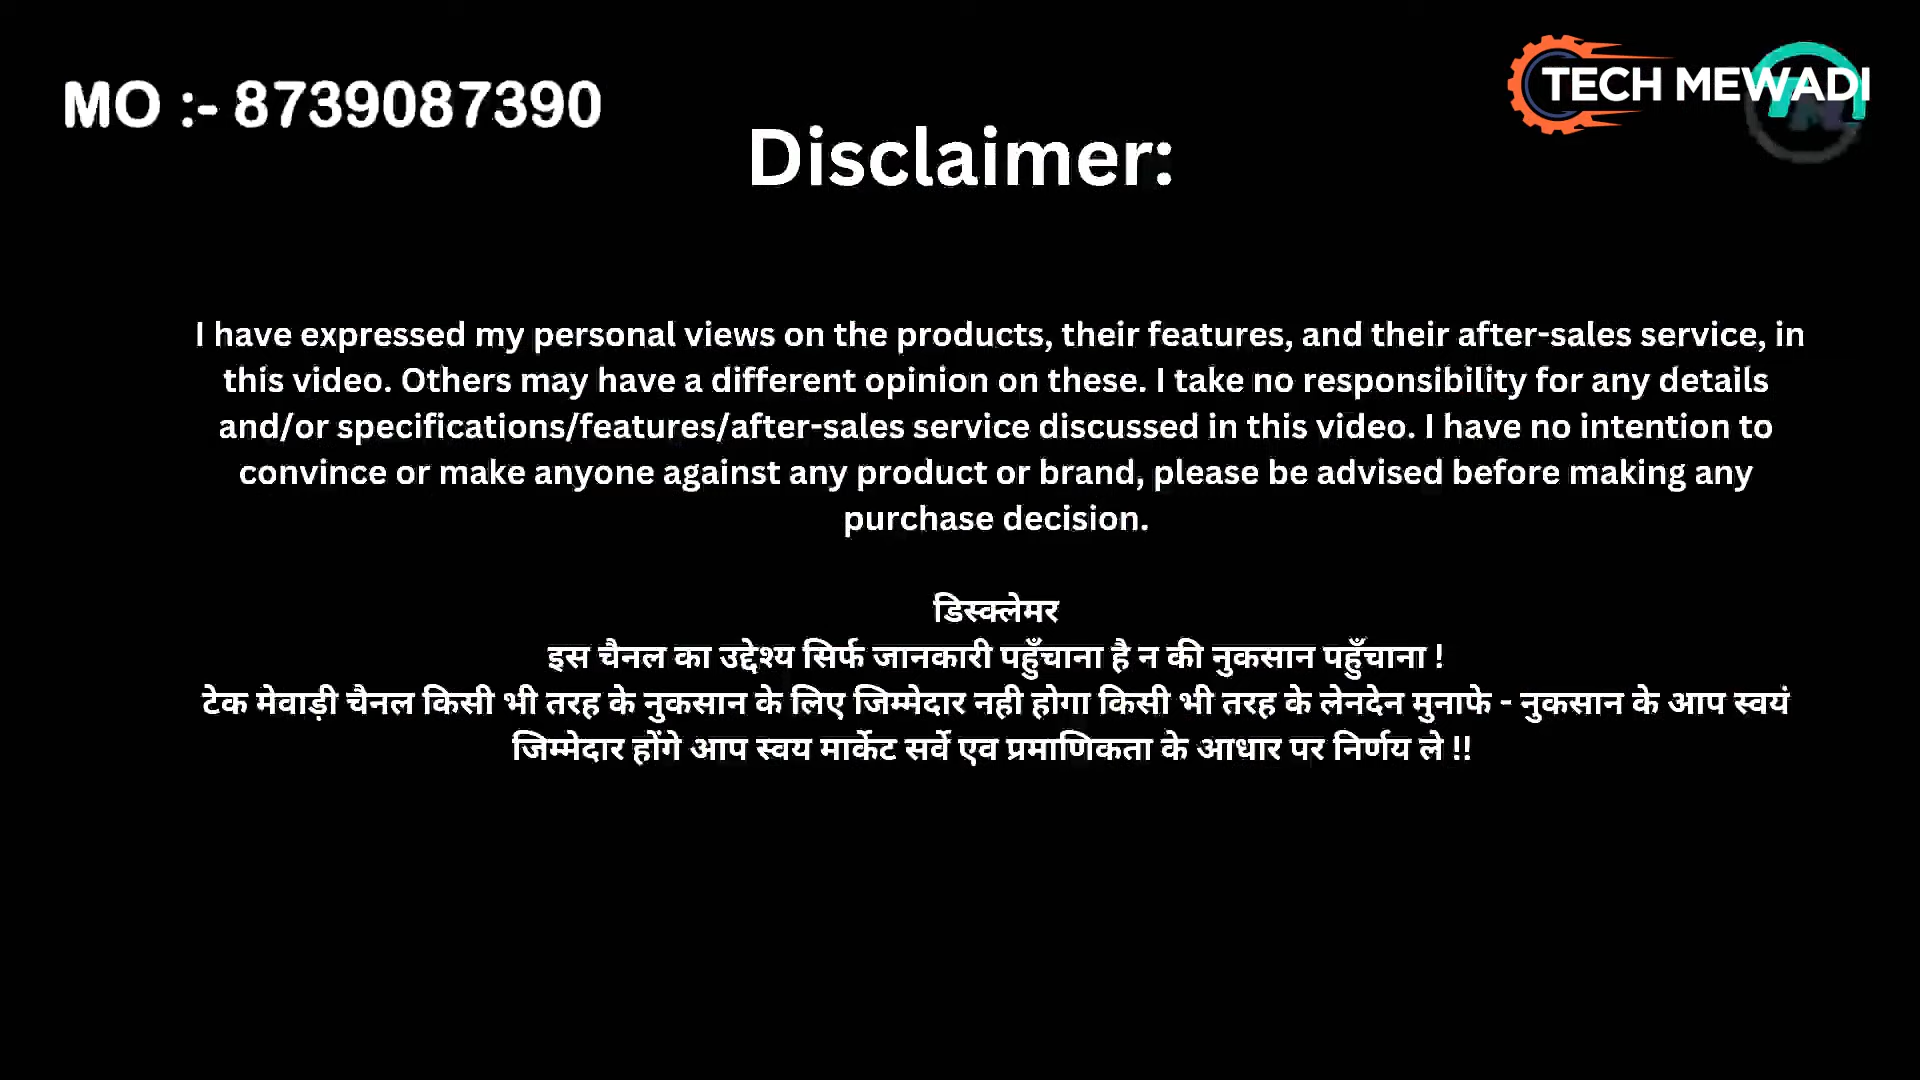 MO :- 8739087390
TECH MEWADI
Disclaimer:
I have expressed my personal views on the products, their features, and their after-sales service, in
this video. Others may have a different opinion on these. I take no responsibility for any details
and/or specifications/features/after-sales service discussed in this video. I have no intention to
convince or make anyone against any product or brand, please be advised before making any
purchase decision.
डिस्क्लेमर
इस चैनल का उद्देश्य सिर्फ जानकारी पहुँचाना है न की नुकसान पहुँचाना !
टेक मेवाड़ी चैनल किसी भी तरह के नुकसान के लिए जिम्मेदार नही होगा किसी भी तरह के लेनदेन मुनाफे - नुकसान के आप स्वयं
जिम्मेदार होंगे आप स्वय मार्केट सर्वे एव प्रमाणिकता के आधार पर निर्णय ले !!